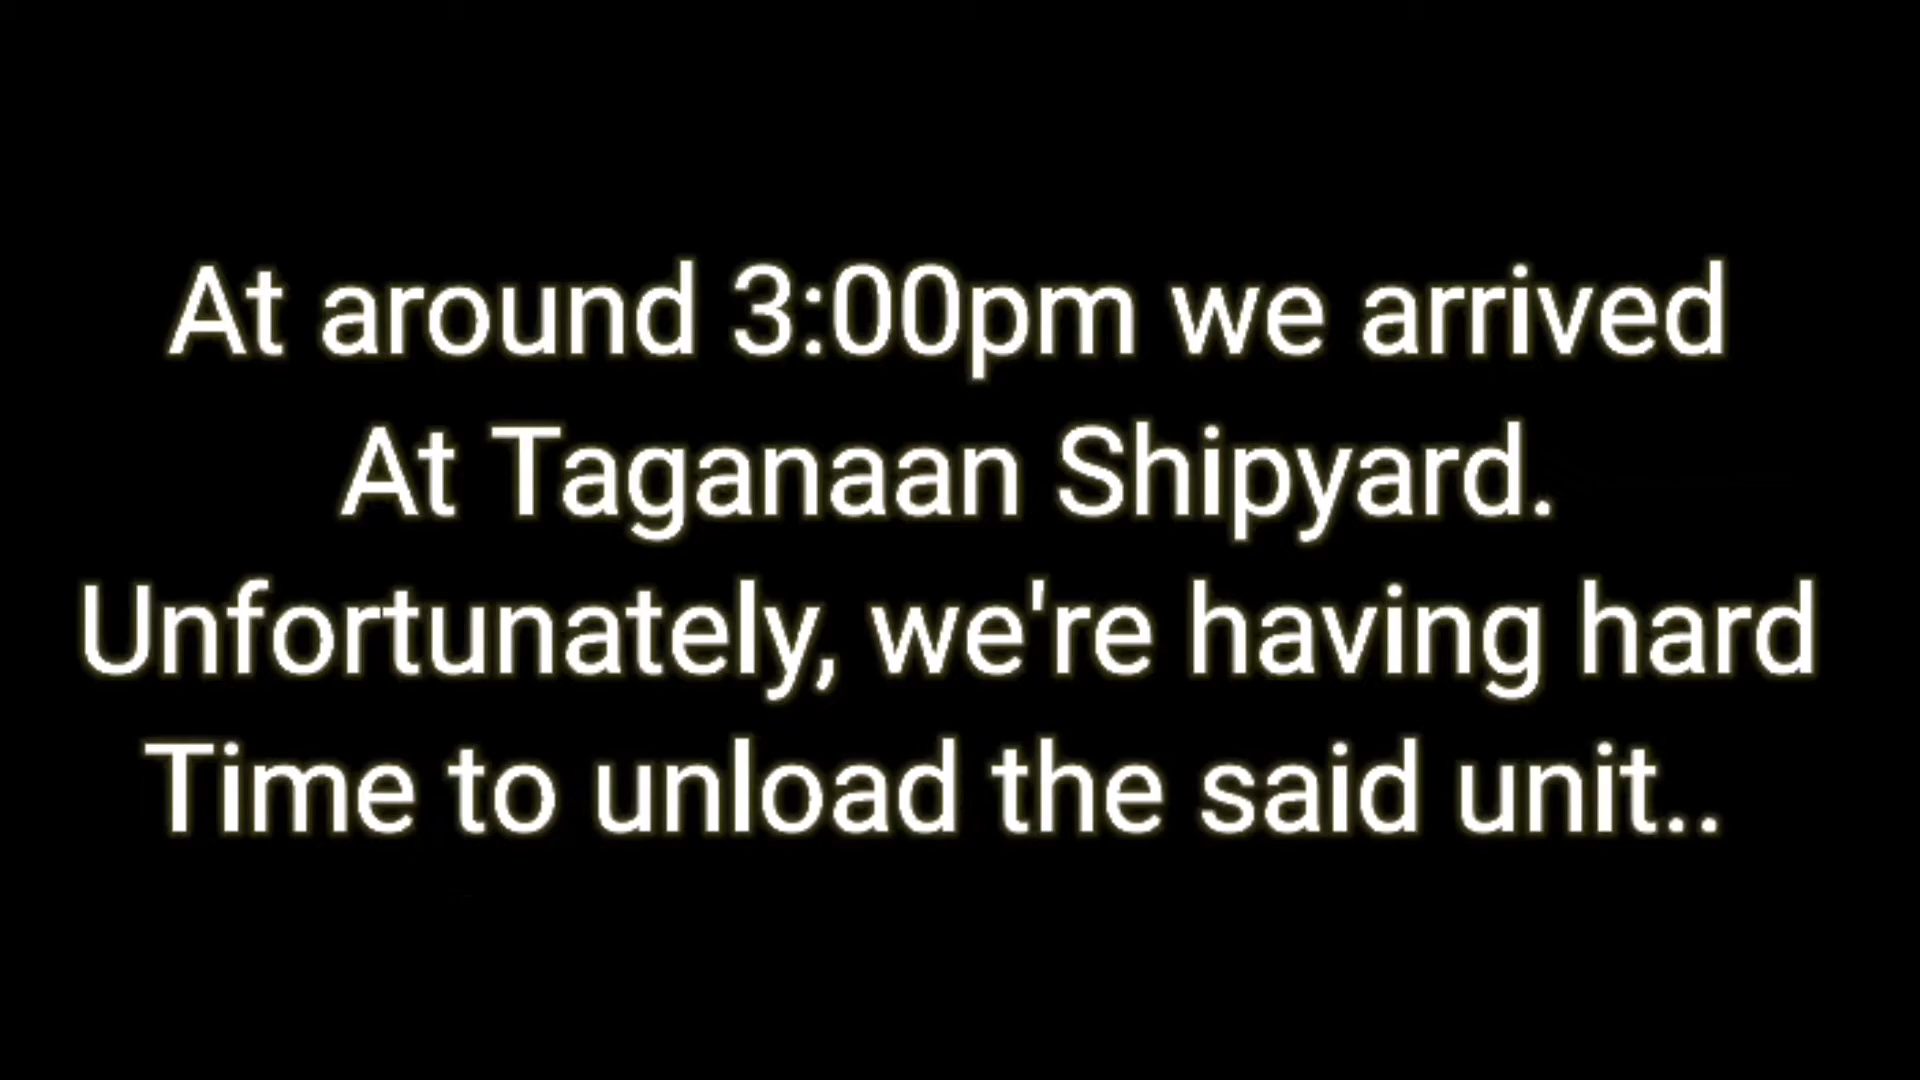 At around 3:00pm we arrived
At Taganaan Shipyard.
Unfortunately, we're having hard
Time to unload the said unit..